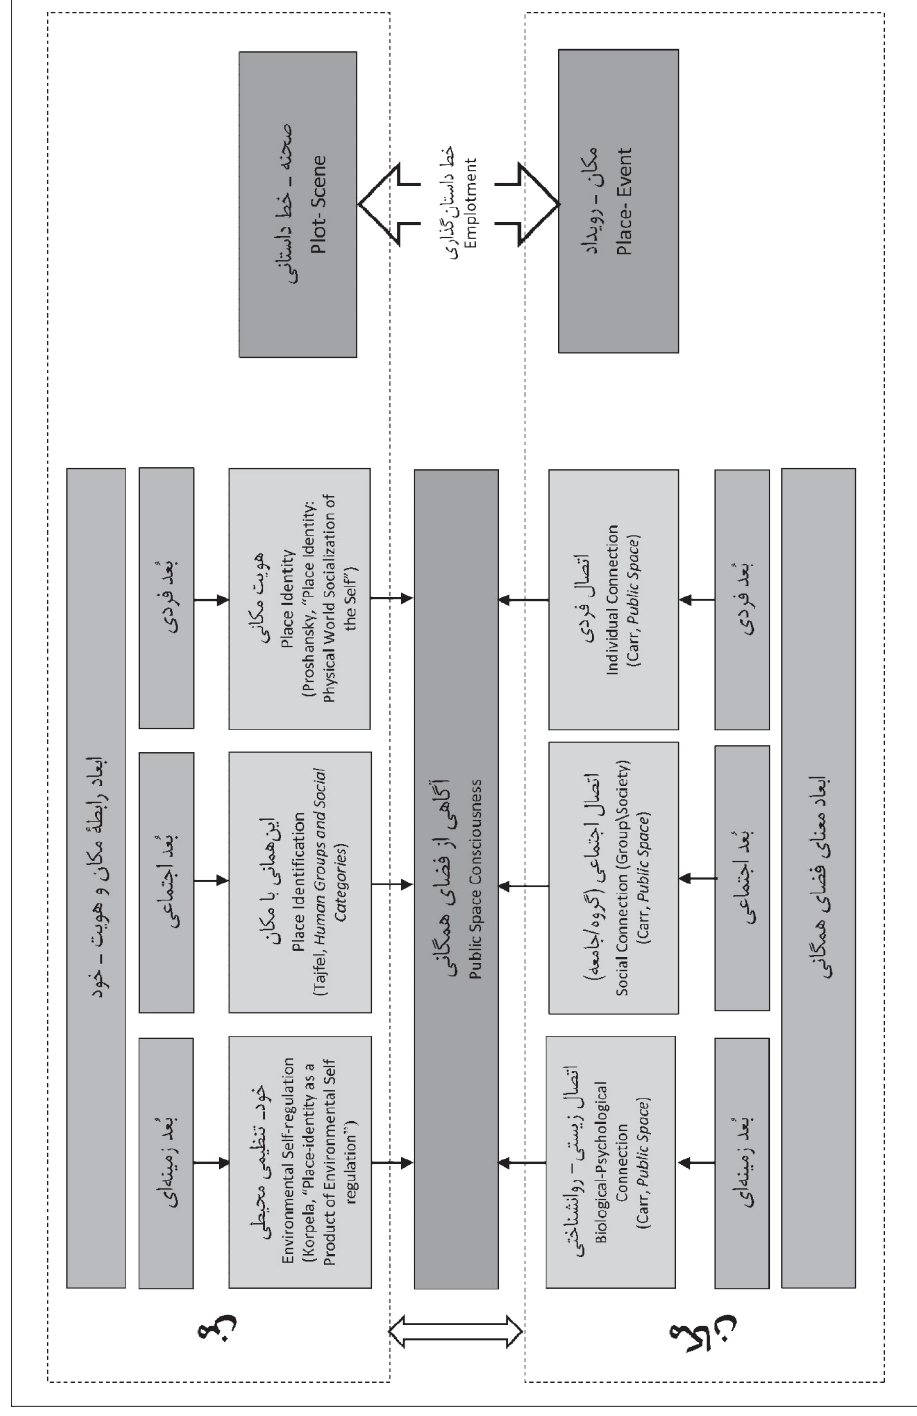 ابعاد رابطهٔ مکان و هویت ـ خود
بُعد فردی
بُعد اجتماعی
بُعد زمینه‌ای
صحنه ـ خط داستانی
Plot- Scene
هویت مکانی
Place Identity
(Proshansky, "Place Identity:
Physical World Socialization of
the Self")
این‌همانی با مکان
Place Identification
(Tajfel, Human Groups and Social
Categories)
خود- تنظیمی محیطی
Environmental Self-regulation
(Korpela, "Place-identity as a
Product of Environmental Self
regulation")
خط داستان‌گذاری
Emplotment
آگاهی از فضای همگانی
Public Space Consciousness
مکان – رویداد
Place- Event
اتصال فردی
Individual Connection
(Carr, Public Space)
اتصال اجتماعی (گروه/جامعه)
Social Connection (Group\Society)
(Carr, Public Space)
اتصال زیستی – روانشناختی
Biological-Psychological
Connection
(Carr, Public Space)
بُعد فردی
بُعد اجتماعی
بُعد زمینه‌ای
ابعاد معنای فضای همگانی